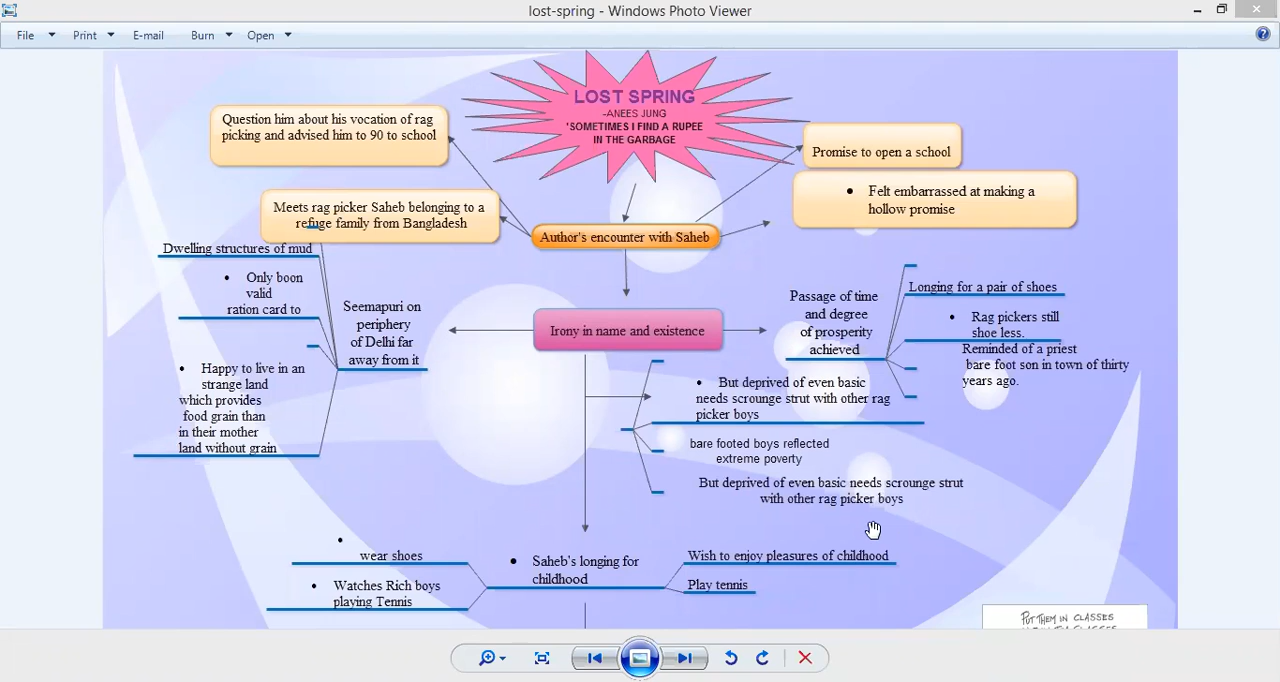 lost-spring - Windows Photo Viewer
File
Print
E-mail
Burn
Open
LOST SPRING
-ANEES JUNG
'SOMETIMES I FIND A RUPEE
IN THE GARBAGE
Question him about his vocation of rag
picking and advised him to 90 to school
Promise to open a school
Meets rag picker Saheb belonging to a
refuge family from Bangladesh
• Felt embarrassed at making a
hollow promise
Author's encounter with Saheb
Dwelling structures of mud
• Only boon
valid
ration card to
• Happy to live in an
strange land
which provides
food grain than
in their mother
land without grain
Seemapuri on
periphery
of Delhi far
away from it
Irony in name and existence
Passage of time
and degree
of prosperity
achieved
Longing for a pair of shoes
• Rag pickers still
shoe less.
Reminded of a priest
bare foot son in town of thirty
years ago.
• But deprived of even basic
needs scrounge strut with other rag
picker boys
bare footed boys reflected
extreme poverty
But deprived of even basic needs scrounge strut
with other rag picker boys
•
wear shoes
• Watches Rich boys
playing Tennis
• Saheb's longing for
childhood
Wish to enjoy pleasures of childhood
Play tennis
PUT THEM IN CLASSES